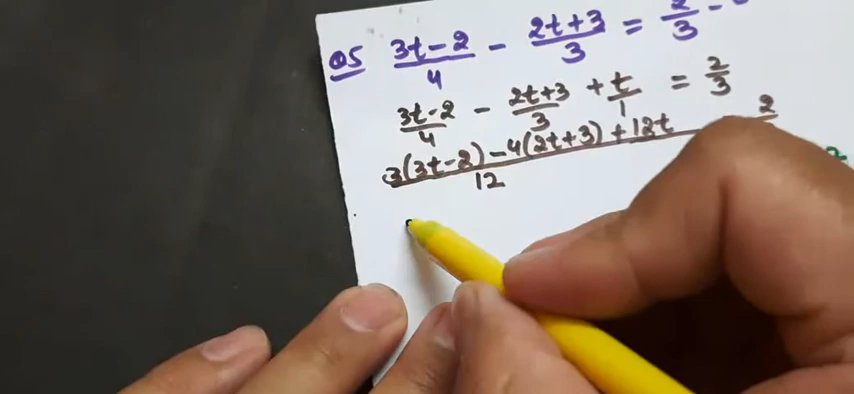 Q5 3t-2/4 - 2t+3/3 = 2/3 -
3t-2/4 - 2t+3/3 + t/1 = 2/3
3(3t-2) - 4(2t+3) + 12t/12 2